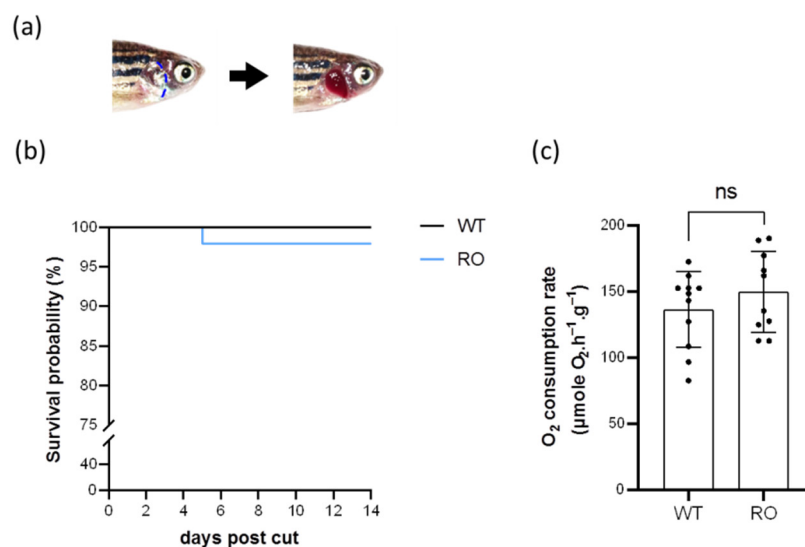 (a)
(b)
Survival probability (%)
100
95
90
85
80
75
40
0
0 2 4 6 8 10 12 14
days post cut
WT
RO
(c)
ns
O₂ consumption rate
(µmole O₂.h⁻¹.g⁻¹)
200
150
100
50
0
WT RO